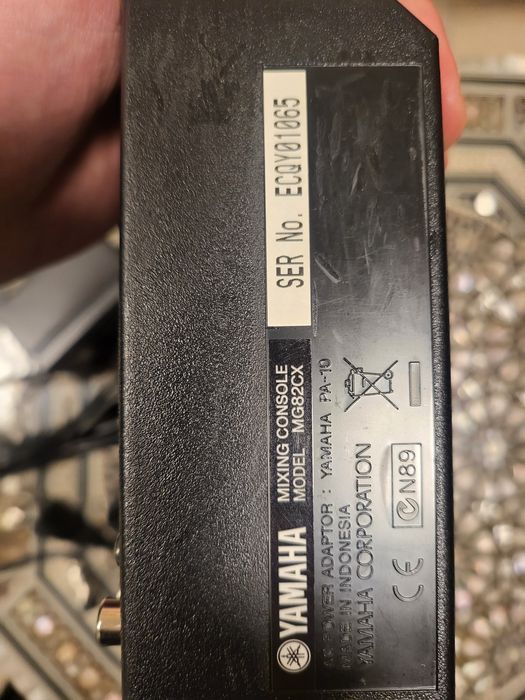 YAMAHA
MIXING CONSOLE
MODEL MG82CX
SER No. ECQY01065
AC POWER ADAPTOR : YAMAHA PA-10
MADE IN INDONESIA
YAMAHA CORPORATION
CE
N89